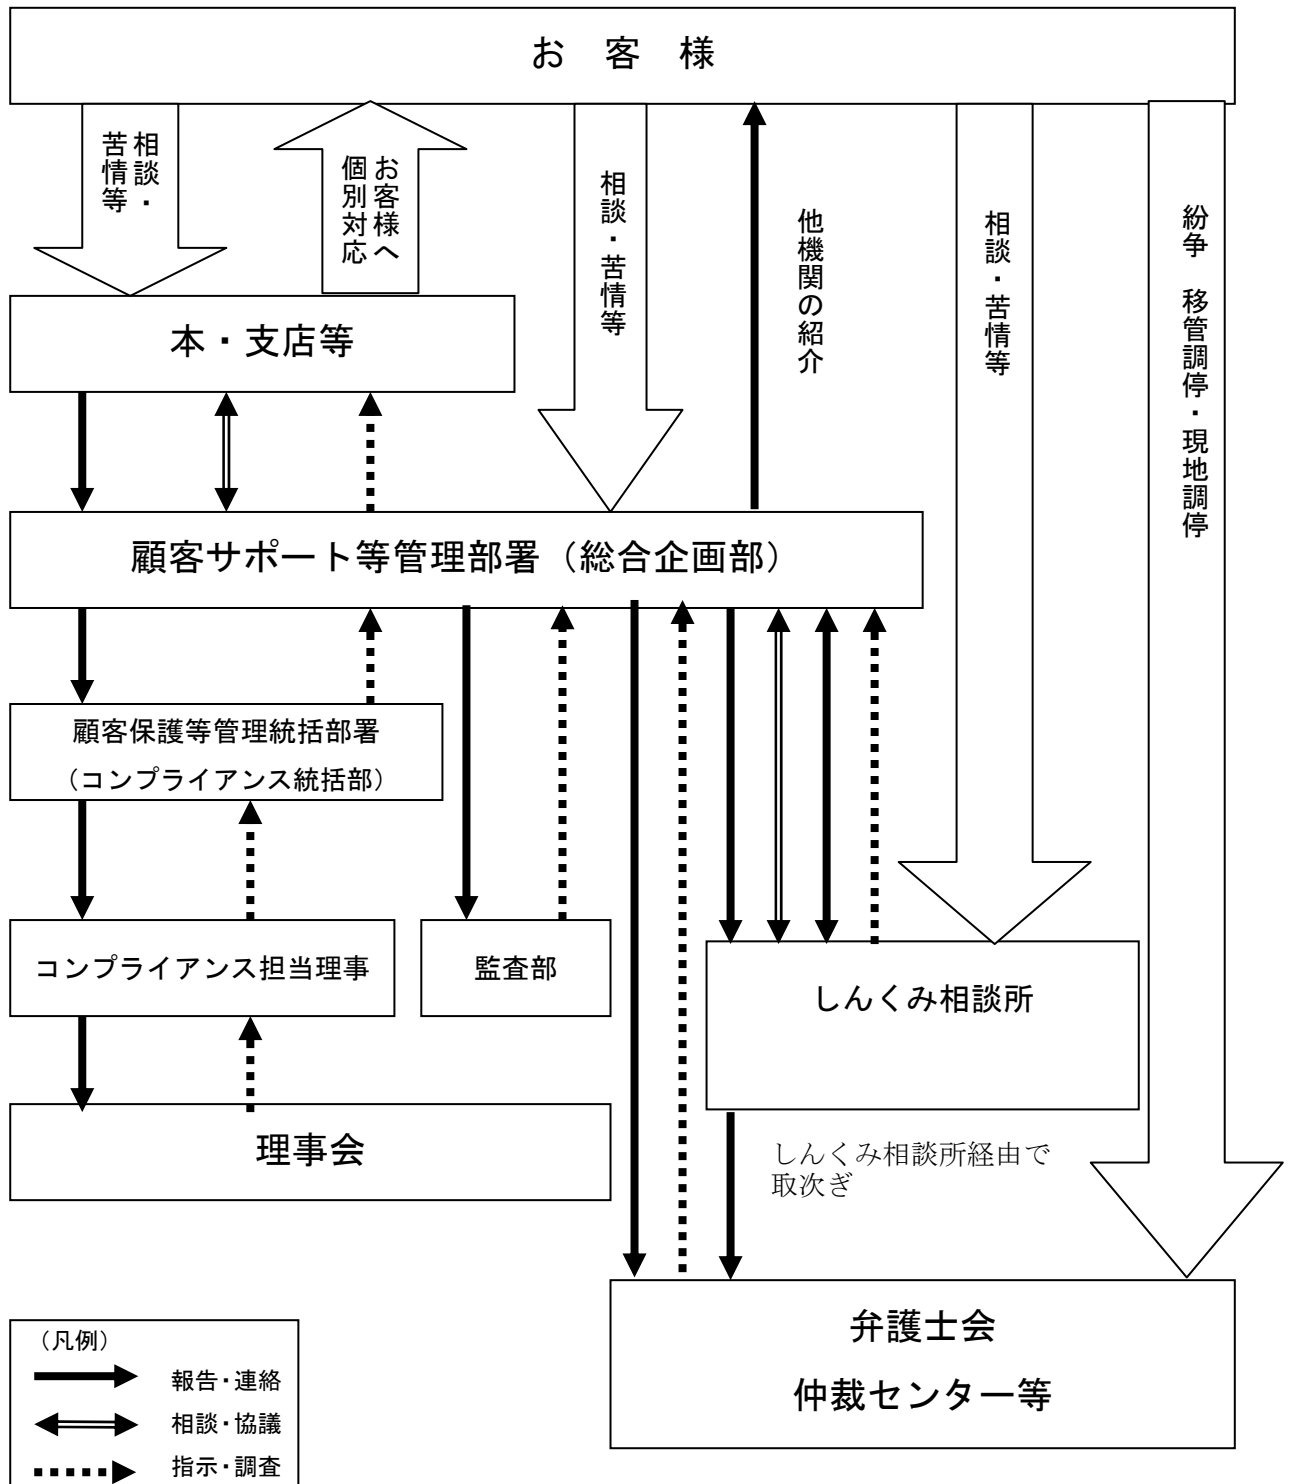 お　客　様
相談・
苦情等
お客様へ
個別対応
相談・苦情等
他機関の紹介
相談・苦情等
紛争　移管調停・現地調停
本・支店等
顧客サポート等管理部署（総合企画部）
顧客保護等管理統括部署
（コンプライアンス統括部）
コンプライアンス担当理事
監査部
しんくみ相談所
理事会
しんくみ相談所経由で
取次ぎ
弁護士会
仲裁センター等
（凡例）
報告・連絡
相談・協議
指示・調査